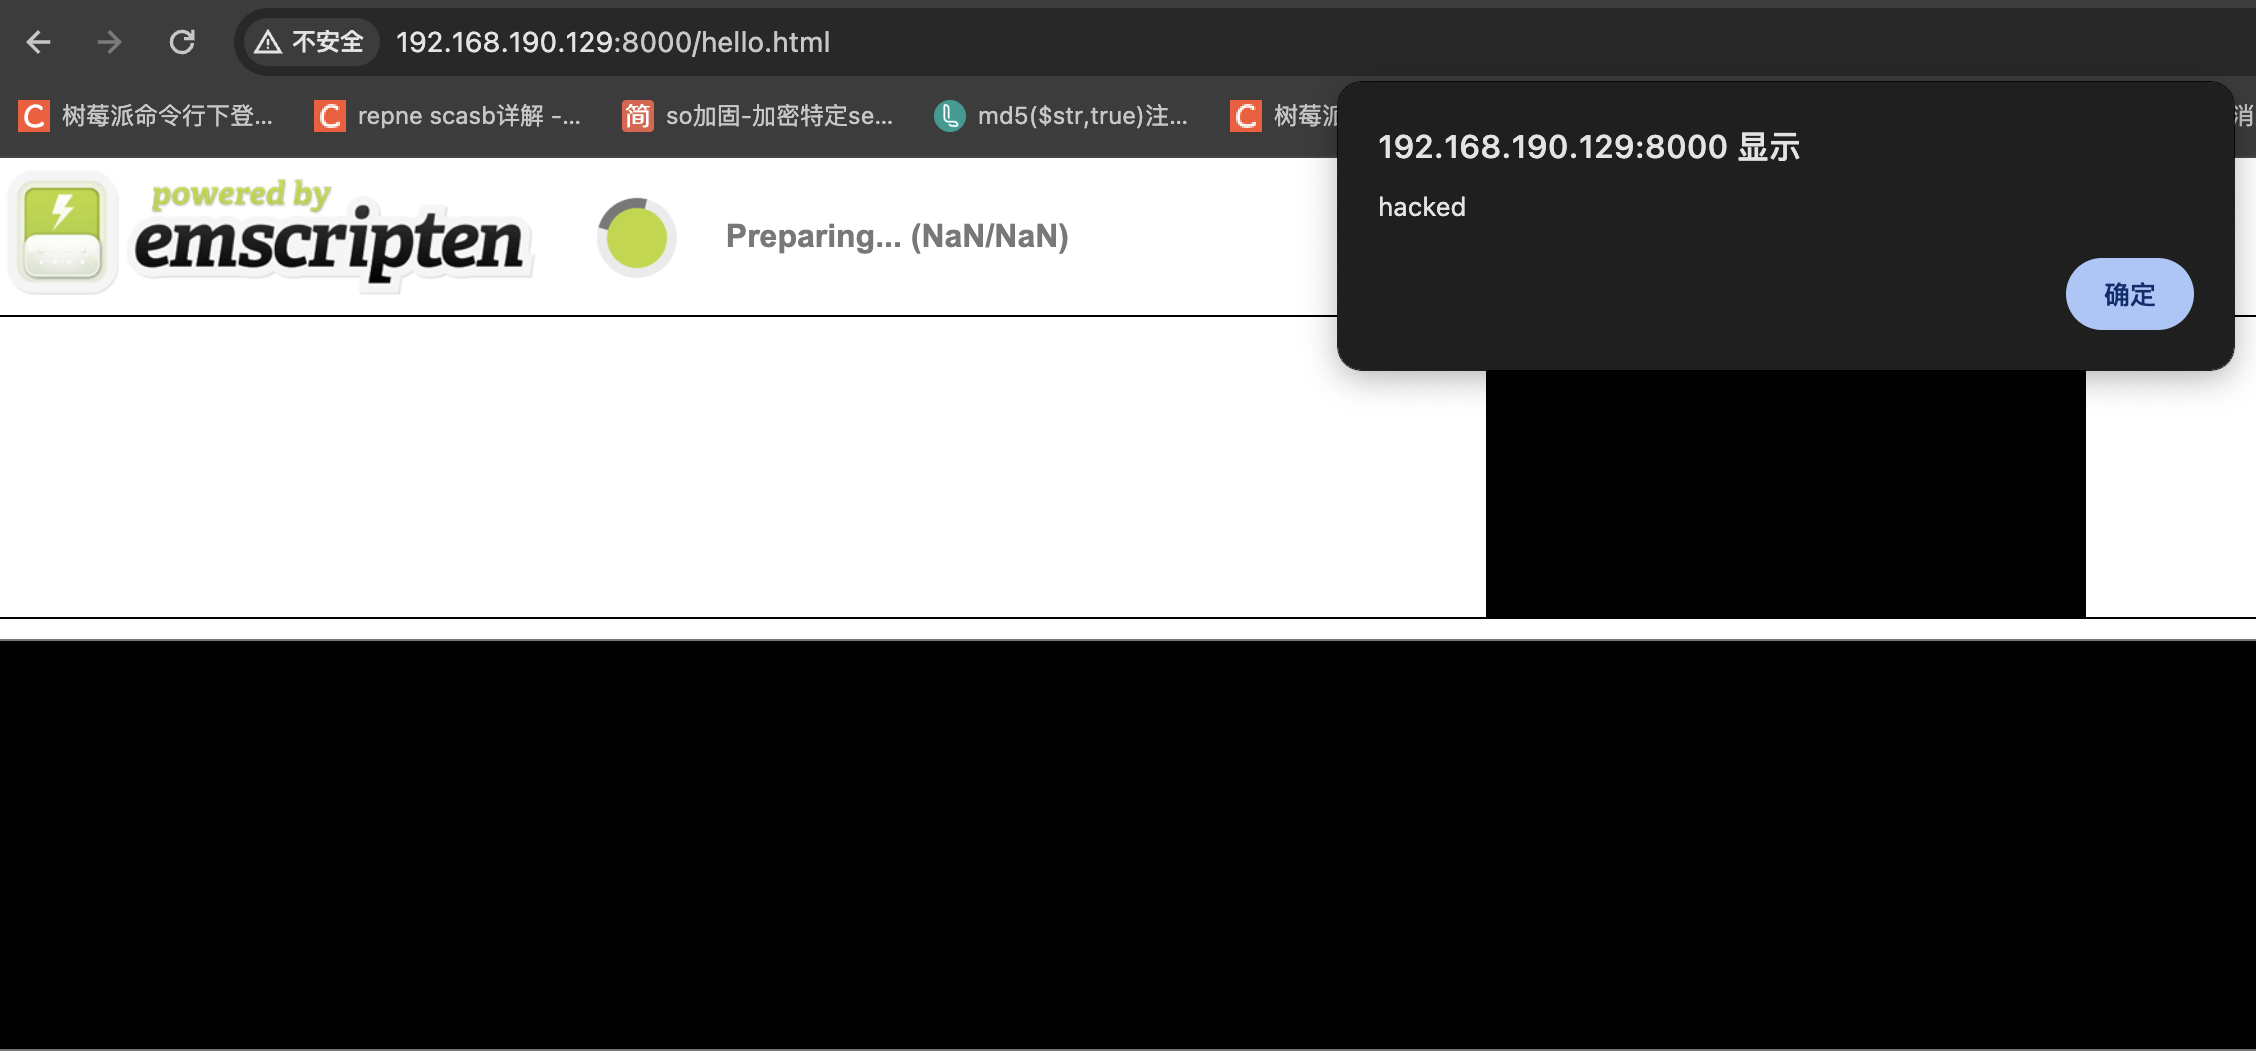 不安全 192.168.190.129:8000/hello.html
树莓派命令行下登... repne scasb详解 -... so加固-加密特定se... md5($str,true)注... 树莓派 消
192.168.190.129:8000 显示
hacked
确定
powered by
emscripten
Preparing... (NaN/NaN)